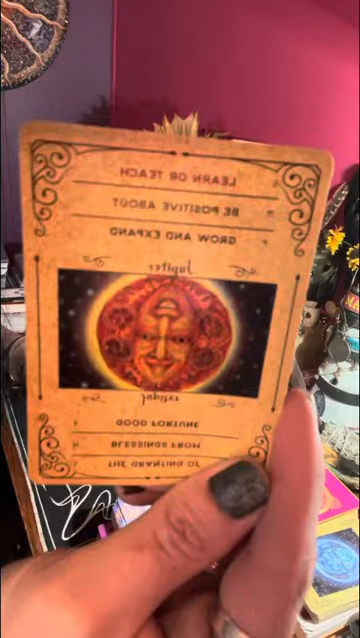 LEARN OR TEACH
BE POSITIVE ABOUT
GROW AND EXPAND
Jupiter
Jupiter
GOOD FORTUNE
BLESSINGS FROM
THE GRANTING OF